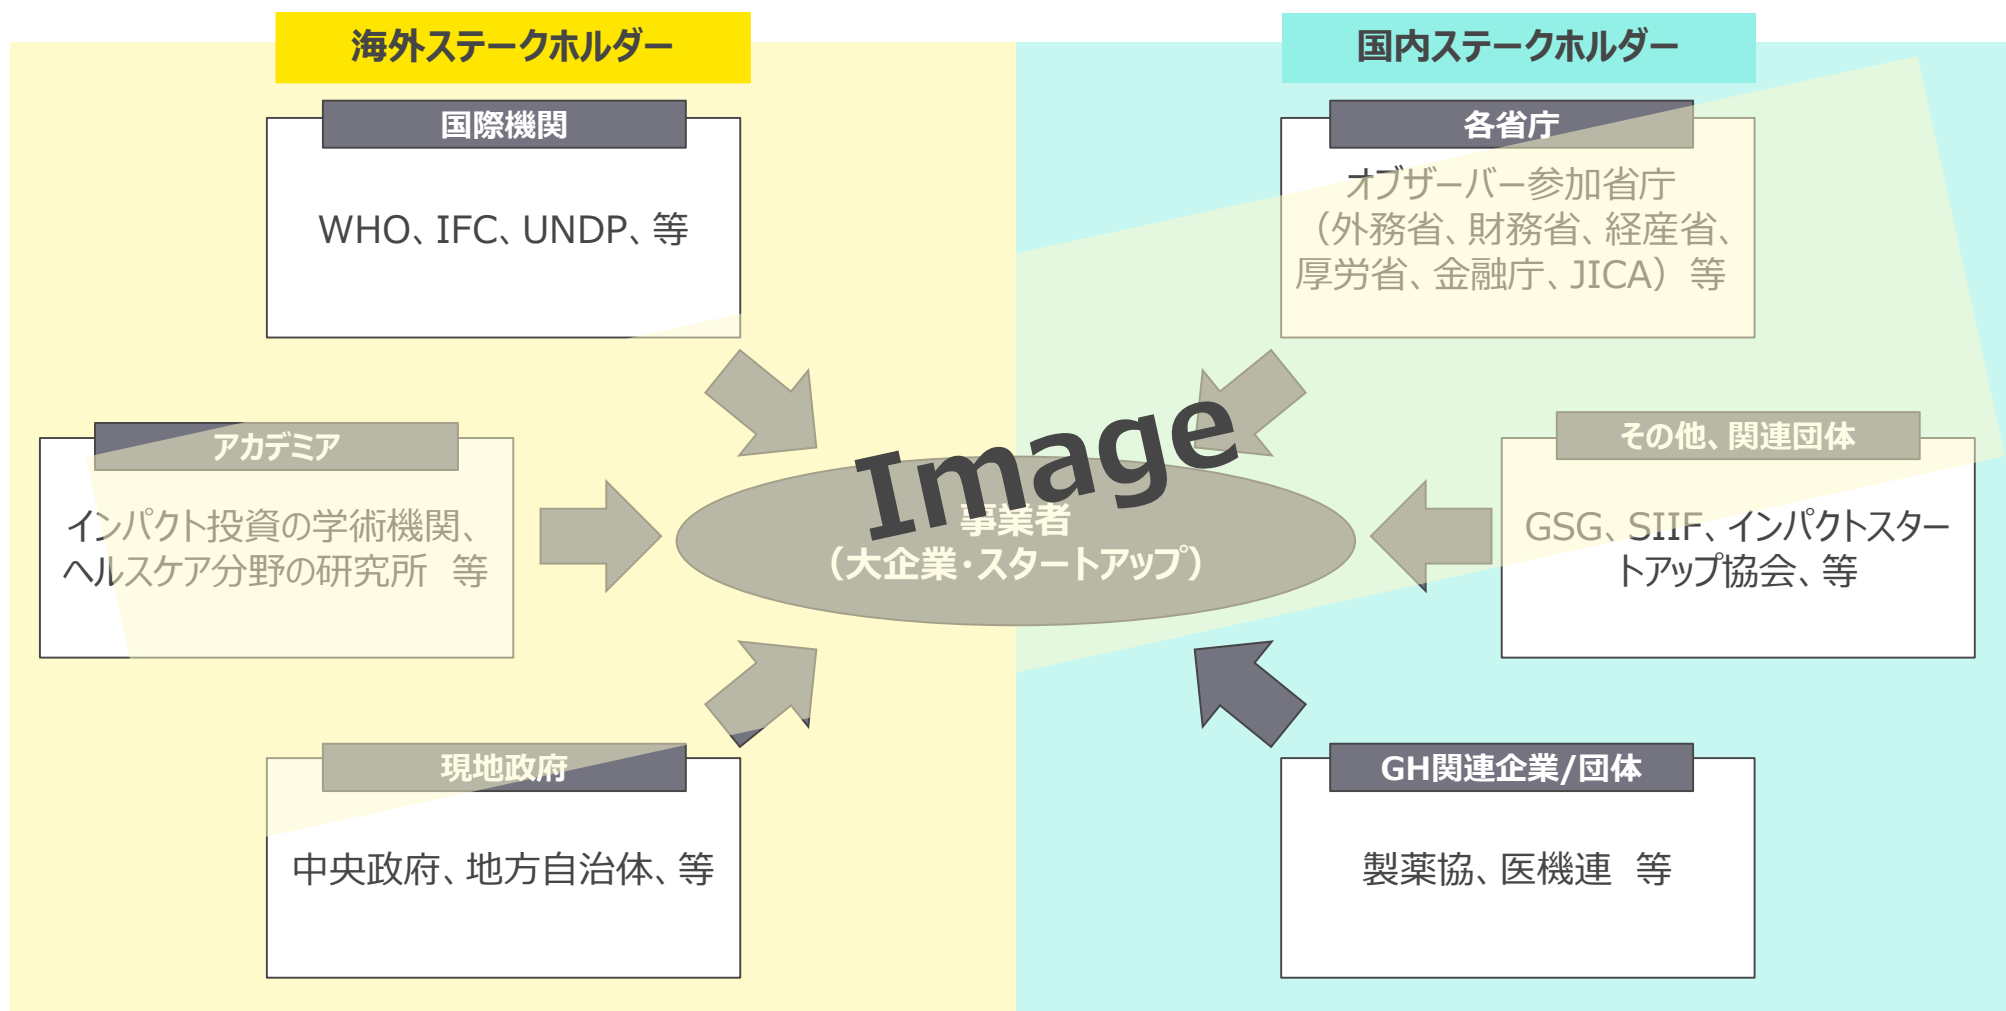 海外ステークホルダー
国際機関
WHO、IFC、UNDP、等
アカデミア
インパクト投資の学術機関、
ヘルスケア分野の研究所　等
現地政府
中央政府、地方自治体、等
Image
事業者
（大企業・スタートアップ）
国内ステークホルダー
各省庁
オブザーバー参加省庁
（外務省、財務省、経産省、
厚労省、金融庁、JICA）等
その他、関連団体
GSG、SIIF、インパクトスター
トアップ協会、等
GH関連企業/団体
製薬協、医機連　等